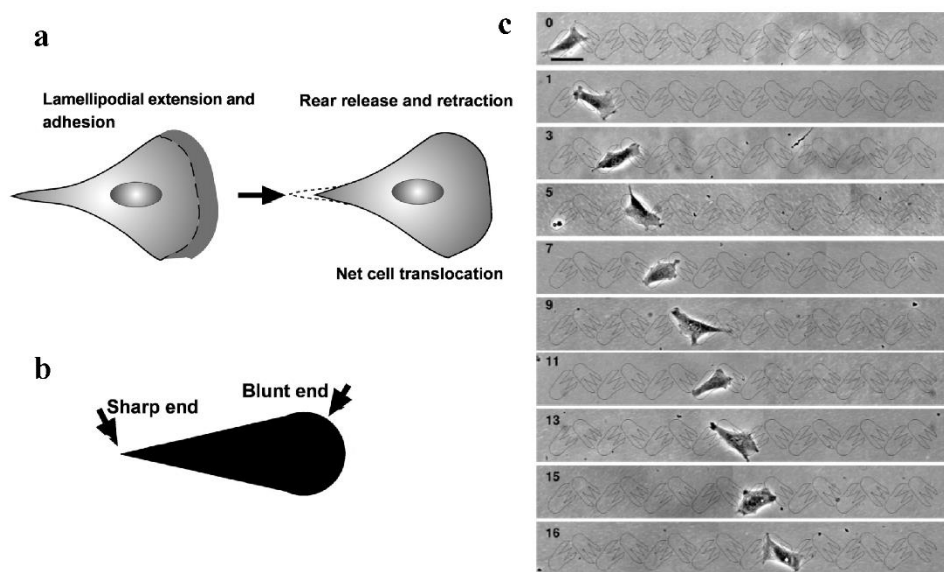 a
Lamellipodial extension and
adhesion
Rear release and retraction
Net cell translocation
b
Sharp end
Blunt end
c
0
1
3
5
7
9
11
13
15
16